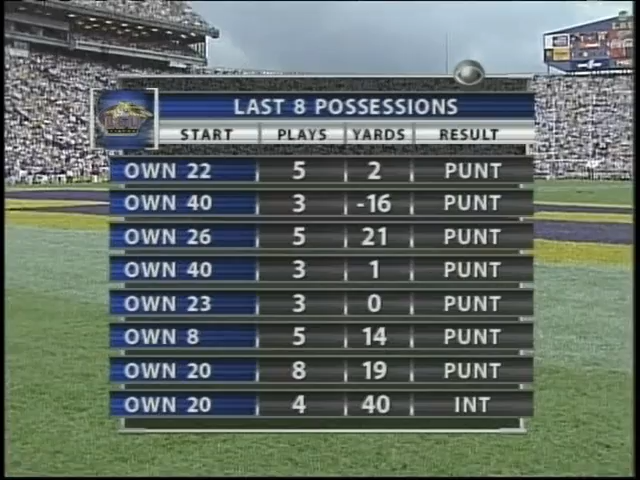 LAST 8 POSSESSIONS
START PLAYS YARDS RESULT
OWN 22 5 2 PUNT
OWN 40 3 -16 PUNT
OWN 26 5 21 PUNT
OWN 40 3 1 PUNT
OWN 23 3 0 PUNT
OWN 8 5 14 PUNT
OWN 20 8 19 PUNT
OWN 20 4 40 INT